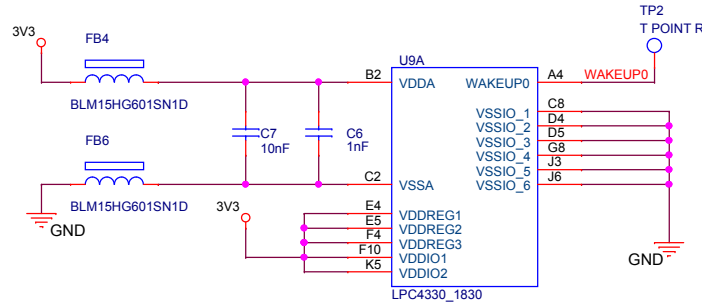 TP2
T POINT R
3V3
FB4
BLM15HG601SN1D
U9A
B2
VDDA
WAKEUP0
A4
WAKEUP0
C7
10nF
C6
1nF
VSSIO_1
C8
VSSIO_2
D4
VSSIO_3
D5
VSSIO_4
G8
VSSIO_5
J3
VSSIO_6
J6
FB6
BLM15HG601SN1D
C2
VSSA
GND
3V3
E4
VDDREG1
E5
VDDREG2
F4
VDDREG3
F10
VDDIO1
K5
VDDIO2
GND
LPC4330_1830